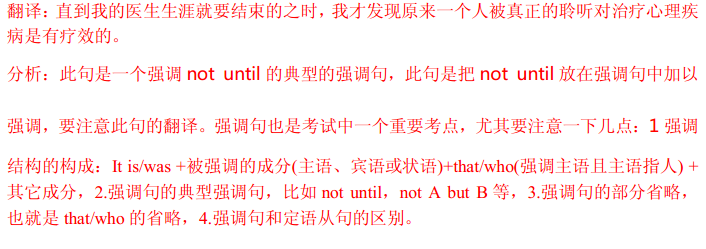 翻译：直到我的医生生涯就要结束的之时，我才发现原来一个人被真正的聆听对治疗心理疾
病是有疗效的。
分析：此句是一个强调 not until 的典型的强调句，此句是把 not until 放在强调句中加以
强调，要注意此句的翻译。强调句也是考试中一个重要考点，尤其要注意一下几点：1 强调
结构的构成：It is/was +被强调的成分(主语、宾语或状语)+that/who(强调主语且主语指人) +
其它成分，2.强调句的典型强调句，比如 not until，not A but B 等，3.强调句的部分省略，
也就是 that/who 的省略，4.强调句和定语从句的区别。